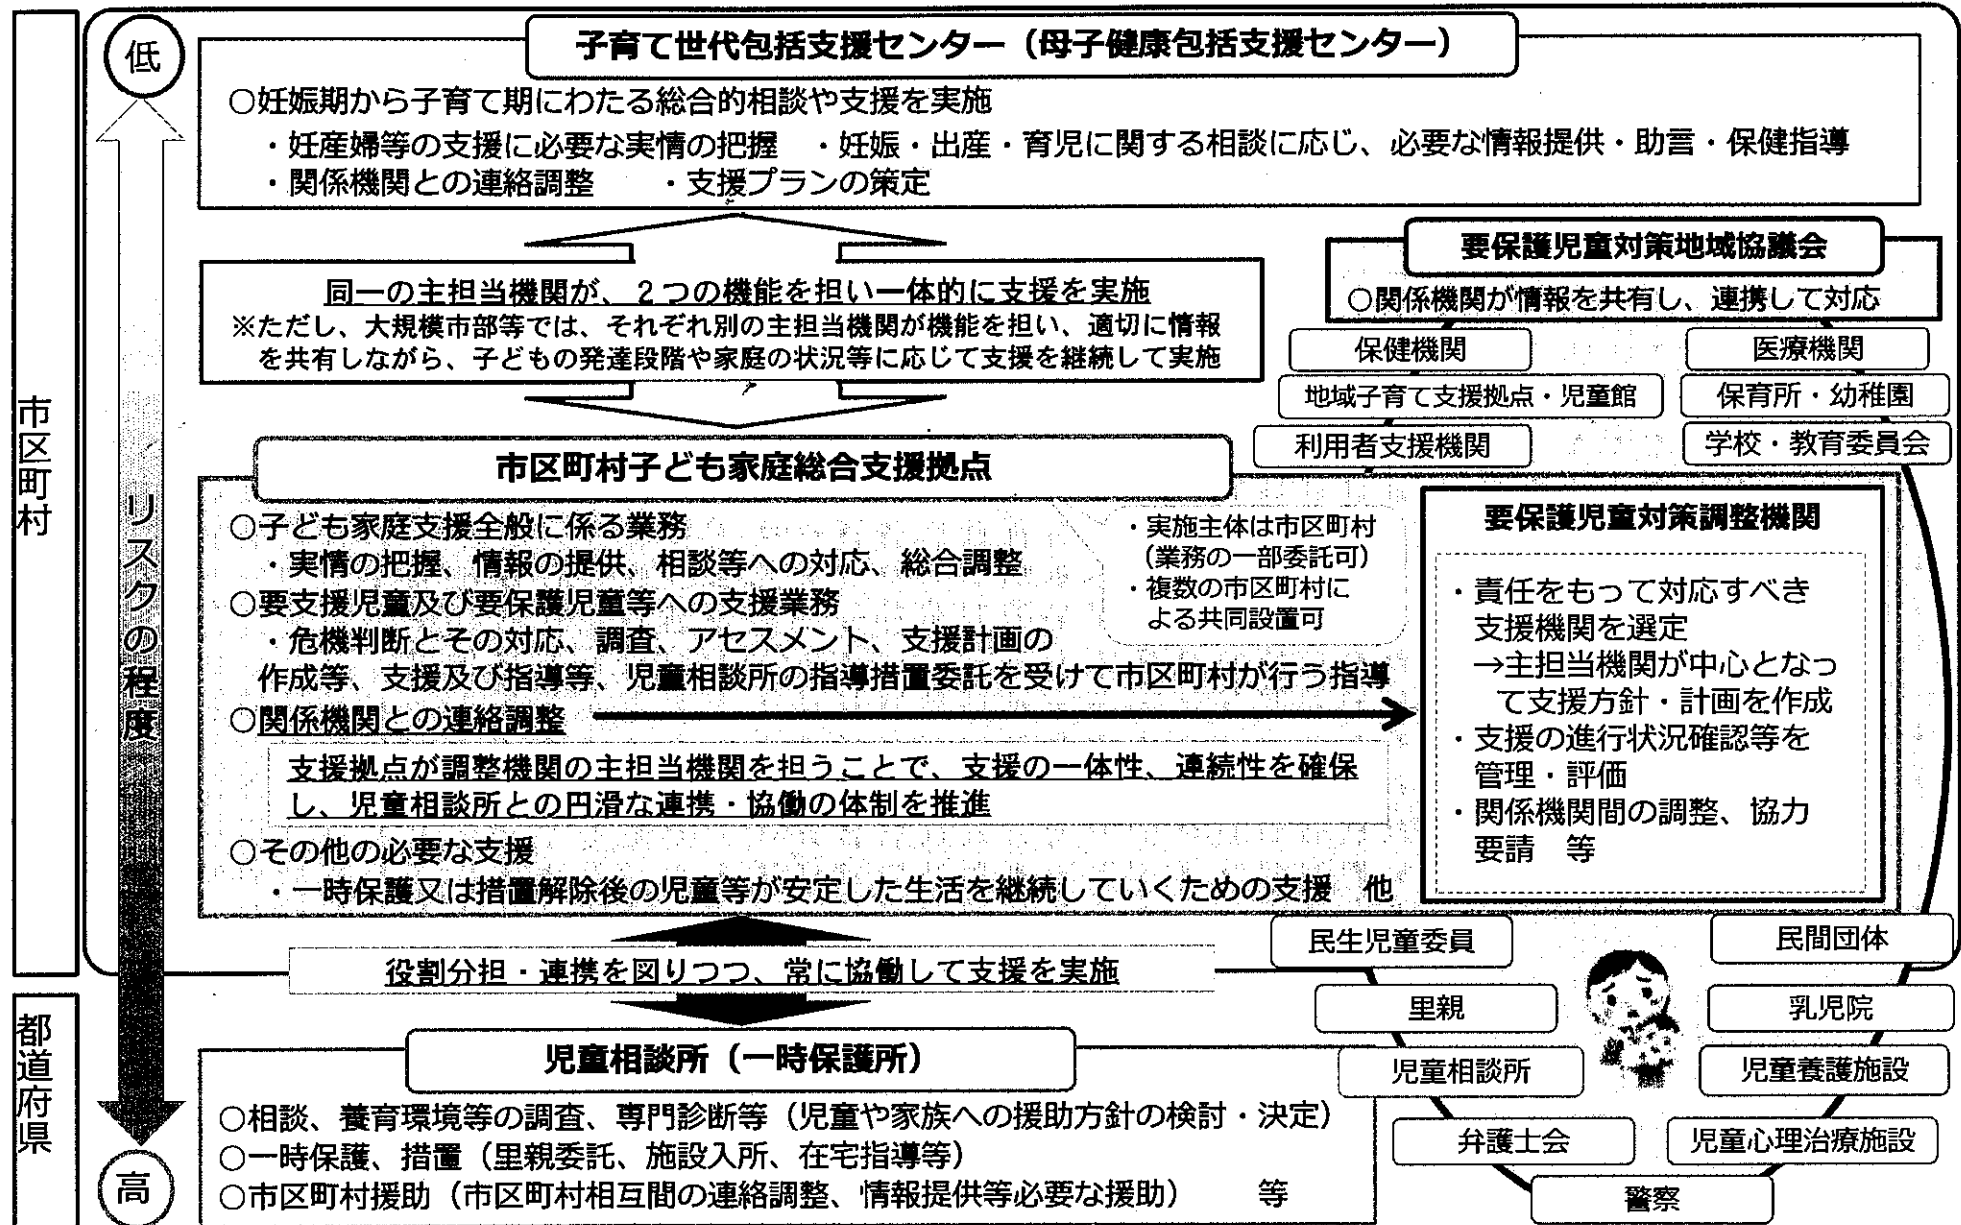 市区町村
都道府県
低
リスクの程度
高
子育て世代包括支援センター（母子健康包括支援センター）
○妊娠期から子育て期にわたる総合的相談や支援を実施
・妊産婦等の支援に必要な実情の把握　・妊娠・出産・育児に関する相談に応じ、必要な情報提供・助言・保健指導
・関係機関との連絡調整　・支援プランの策定
同一の主担当機関が、２つの機能を担い一体的に支援を実施
※ただし、大規模市部等では、それぞれ別の主担当機関が機能を担い、適切に情報
を共有しながら、子どもの発達段階や家庭の状況等に応じて支援を継続して実施
市区町村子ども家庭総合支援拠点
○子ども家庭支援全般に係る業務
・実情の把握、情報の提供、相談等への対応、総合調整
○要支援児童及び要保護児童等への支援業務
・危機判断とその対応、調査、アセスメント、支援計画の
作成等、支援及び指導等、児童相談所の指導措置委託を受けて市区町村が行う指導
○関係機関との連絡調整
支援拠点が調整機関の主担当機関を担うことで、支援の一体性、連続性を確保
し、児童相談所との円滑な連携・協働の体制を推進
○その他の必要な支援
・一時保護又は措置解除後の児童等が安定した生活を継続していくための支援　他
・実施主体は市区町村
（業務の一部委託可）
・複数の市区町村に
よる共同設置可
要保護児童対策調整機関
・責任をもって対応すべき
支援機関を選定
→主担当機関が中心となっ
て支援方針・計画を作成
・支援の進行状況確認等を
管理・評価
・関係機関間の調整、協力
要請　等
役割分担・連携を図りつつ、常に協働して支援を実施
児童相談所（一時保護所）
○相談、養育環境等の調査、専門診断等（児童や家族への援助方針の検討・決定）
○一時保護、措置（里親委託、施設入所、在宅指導等）
○市区町村援助（市区町村相互間の連絡調整、情報提供等必要な援助）　等
要保護児童対策地域協議会
○関係機関が情報を共有し、連携して対応
保健機関
医療機関
地域子育て支援拠点・児童館
保育所・幼稚園
利用者支援機関
学校・教育委員会
民生児童委員
民間団体
里親
乳児院
児童相談所
児童養護施設
弁護士会
児童心理治療施設
警察